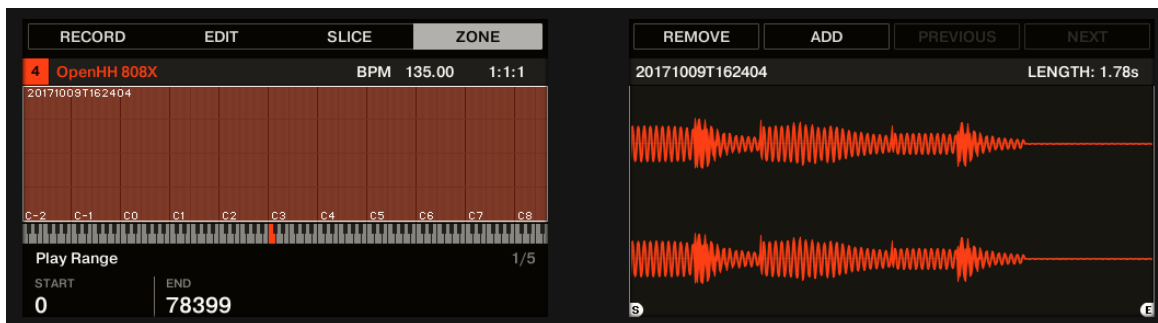 RECORD EDIT SLICE ZONE
4 OpenHH 808X BPM 135.00 1:1:1
20171009T162404
C-2 C-1 C0 C1 C2 C3 C4 C5 C6 C7 C8
Play Range 1/5
START END
0 78399
REMOVE ADD PREVIOUS NEXT
20171009T162404 LENGTH: 1.78s
S E